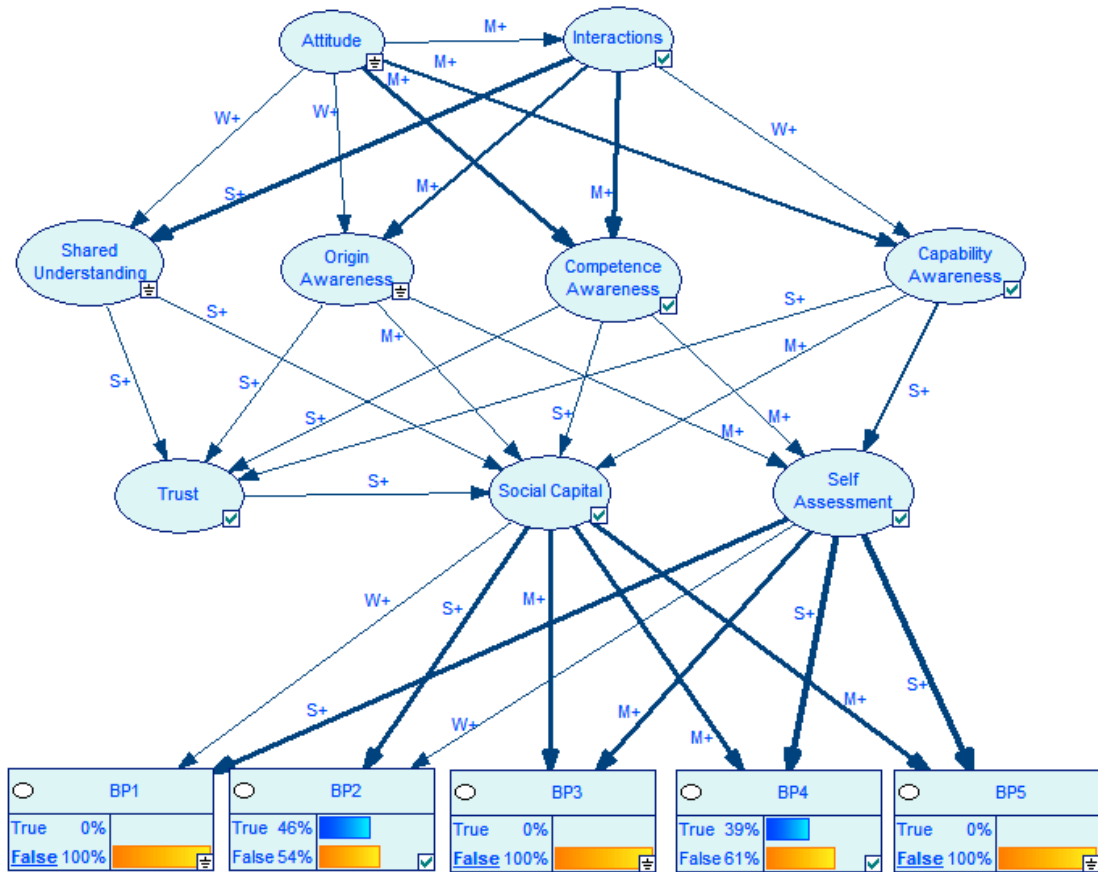 Attitude
M+
Interactions
M+
M+
W+
W+
W+
S+
M+
M+
Shared
Understanding
Origin
Awareness
Competence
Awareness
Capability
Awareness
S+
S+
M+
M+
S+
S+
S+
S+
M+
M+
S+
S+
Trust
S+
Social Capital
Self
Assessment
W+
S+
M+
S+
S+
S+
M+
W+
M+
M+
BP1
True 0%
False 100%
BP2
True 46%
False 54%
BP3
True 0%
False 100%
BP4
True 39%
False 61%
BP5
True 0%
False 100%